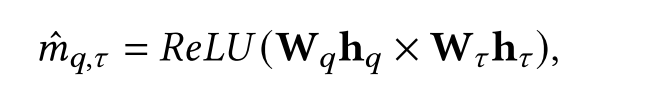 m̂_{q,τ} = ReLU(W_q h_q × W_τ h_τ),